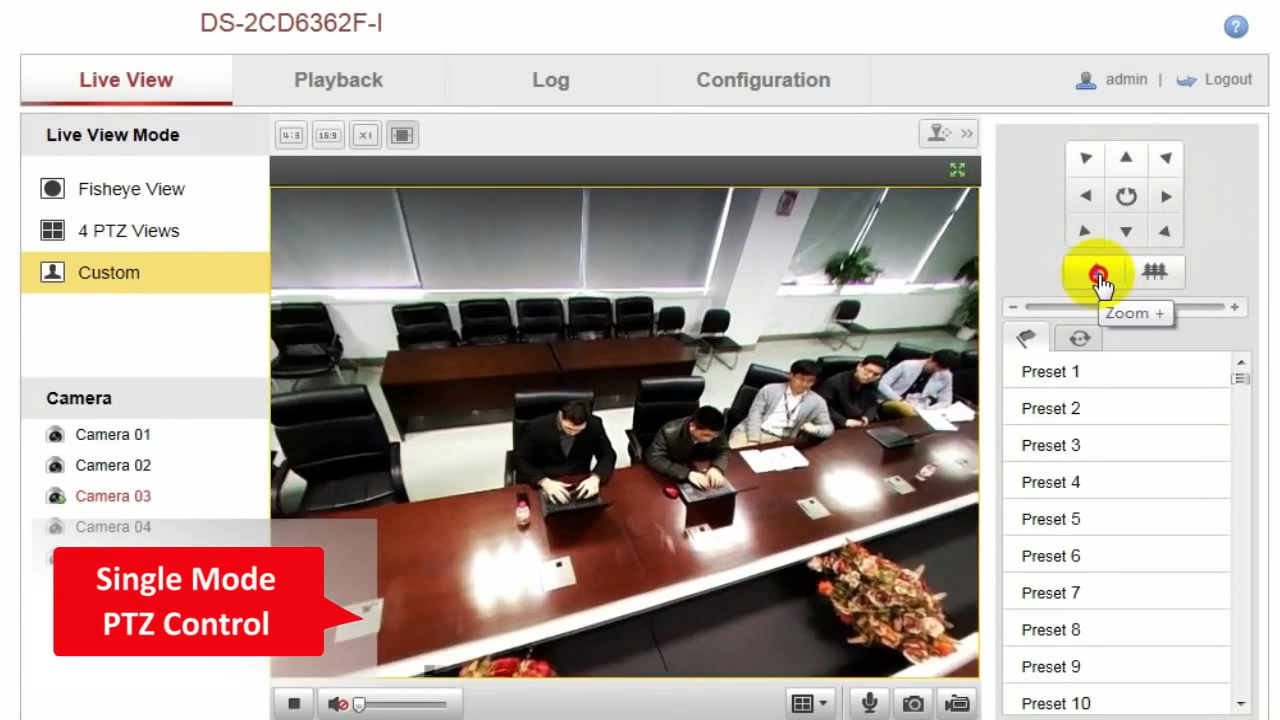 DS-2CD6362F-I
?
Live View
Playback
Log
Configuration
admin | Logout
Live View Mode
4:3
16:9
X1
Fisheye View
4 PTZ Views
Custom
Zoom +
Camera
Camera 01
Camera 02
Camera 03
Camera 04
Single Mode
PTZ Control
Preset 1
Preset 2
Preset 3
Preset 4
Preset 5
Preset 6
Preset 7
Preset 8
Preset 9
Preset 10